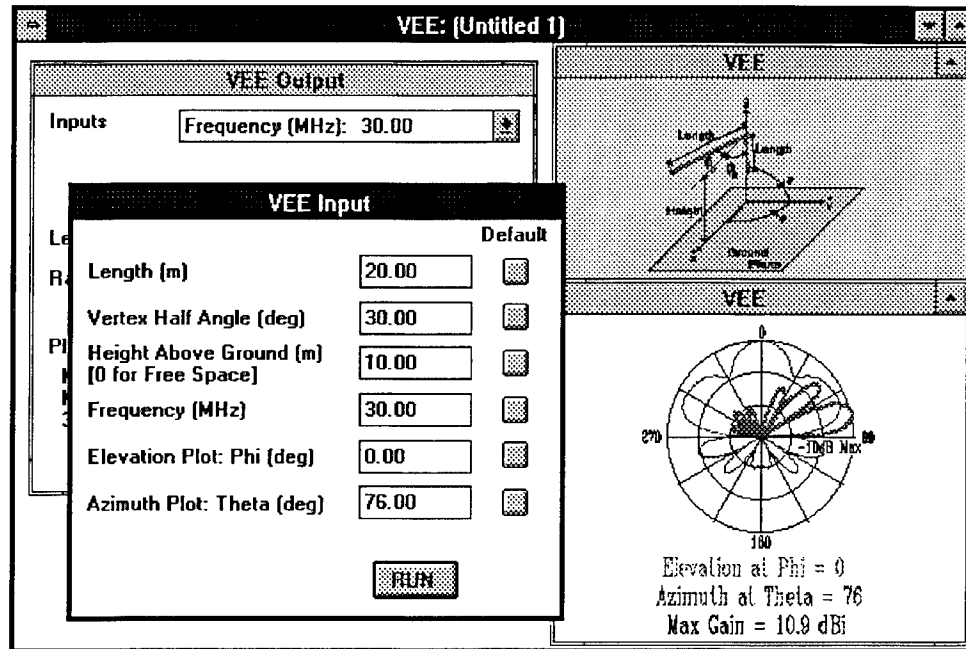 VEE: (Untitled 1)
VEE Output
Inputs
Frequency (MHz): 30.00
Le
Ra
Pl
VEE Input
Default
Length (m)
20.00
Vertex Half Angle (deg)
30.00
Height Above Ground (m)
[0 for Free Space]
10.00
Frequency (MHz)
30.00
Elevation Plot: Phi (deg)
0.00
Azimuth Plot: Theta (deg)
76.00
RUN
VEE
Length
Length
Height
Ground
Plane
VEE
0
270
90
-10dB Max
180
Elevation at Phi = 0
Azimuth at Theta = 76
Max Gain = 10.9 dBi